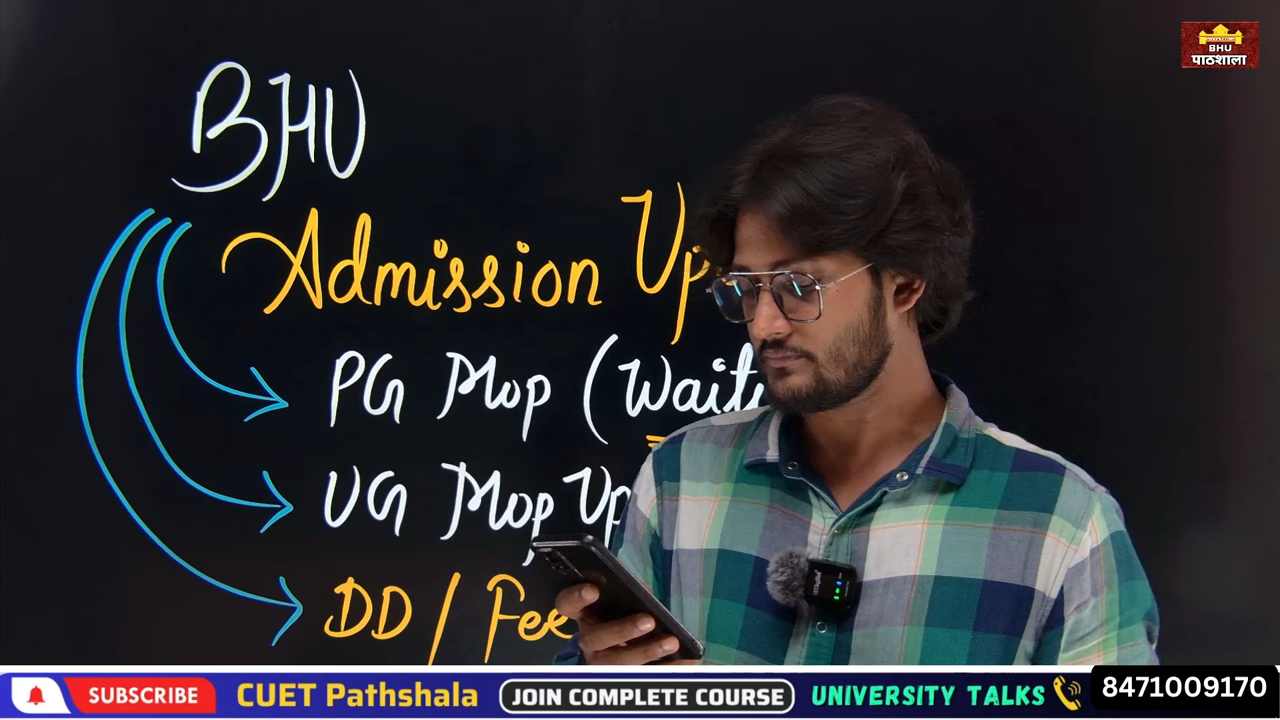 BHU
पाठशाला
BHU
Admission Up
PG Mop (Wait
UG Mop Up
DD / Fee
SUBSCRIBE
CUET Pathshala
JOIN COMPLETE COURSE
UNIVERSITY TALKS
8471009170